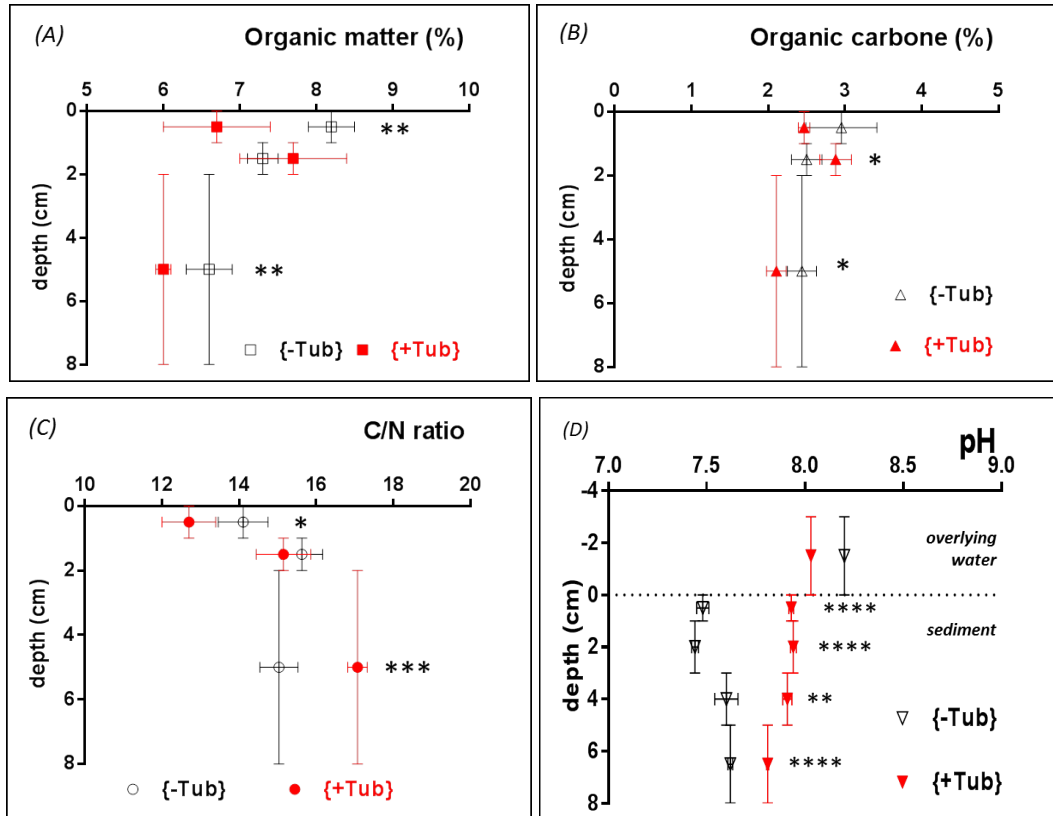 (A)
Organic matter (%)
5 6 7 8 9 10
0
**
2
4
**
6
{-Tub} {+Tub}
8
depth (cm)
(B)
Organic carbone (%)
0 1 2 3 4 5
0
*
2
4
*
6
{-Tub}
{+Tub}
8
depth (cm)
(C)
C/N ratio
10 12 14 16 18 20
0
*
2
4
***
6
8
{-Tub} {+Tub}
depth (cm)
(D)
pH
7.0 7.5 8.0 8.5 9.0
-4
overlying
-2
water
0
****
sediment
2
****
4
**
{-Tub}
6
****
{+Tub}
8
depth (cm)